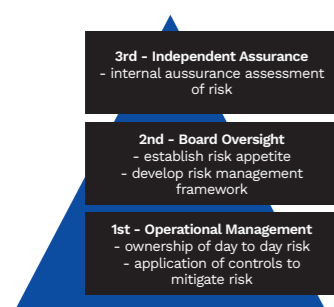 3rd - Independent Assurance
- internal aussurance assessment
of risk
2nd - Board Oversight
- establish risk appetite
- develop risk management
framework
1st - Operational Management
- ownership of day to day risk
- application of controls to
mitigate risk